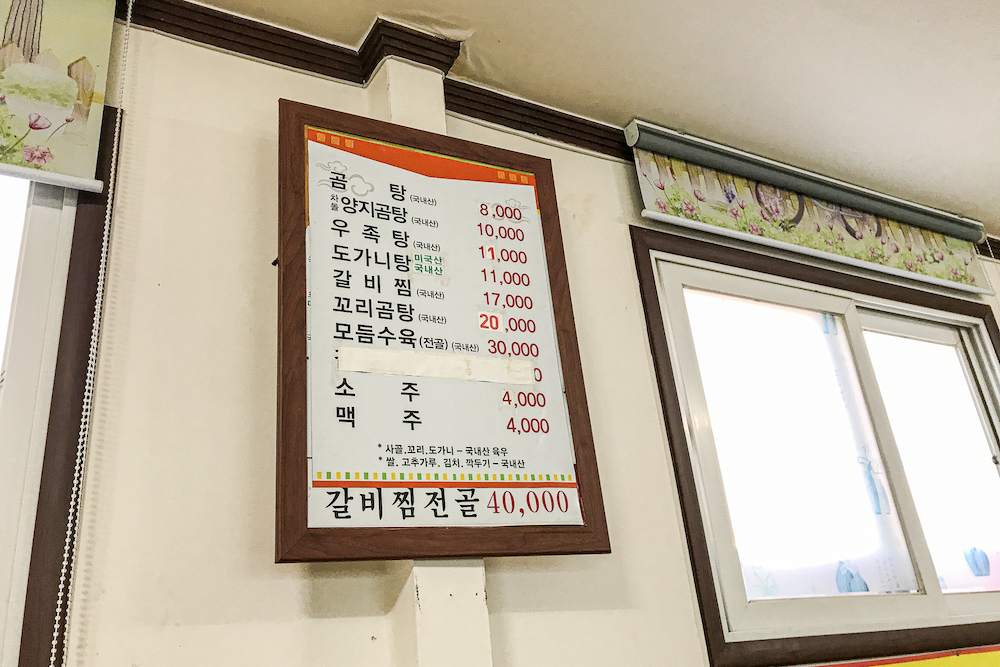 곰 탕 (국내산) 8,000
차돌 양지곰탕 (국내산) 10,000
우 족 탕 (국내산) 11,000
도가니탕 미국산 국내산 11,000
갈 비 찜 (국내산) 17,000
꼬리곰탕 (국내산) 20,000
모듬수육 (전골) (국내산) 30,000
소 주 4,000
맥 주 4,000
* 사골.꼬리.도가니 – 국내산 육우
* 쌀. 고추가루. 김치. 깍두기 – 국내산
갈비찜전골 40,000